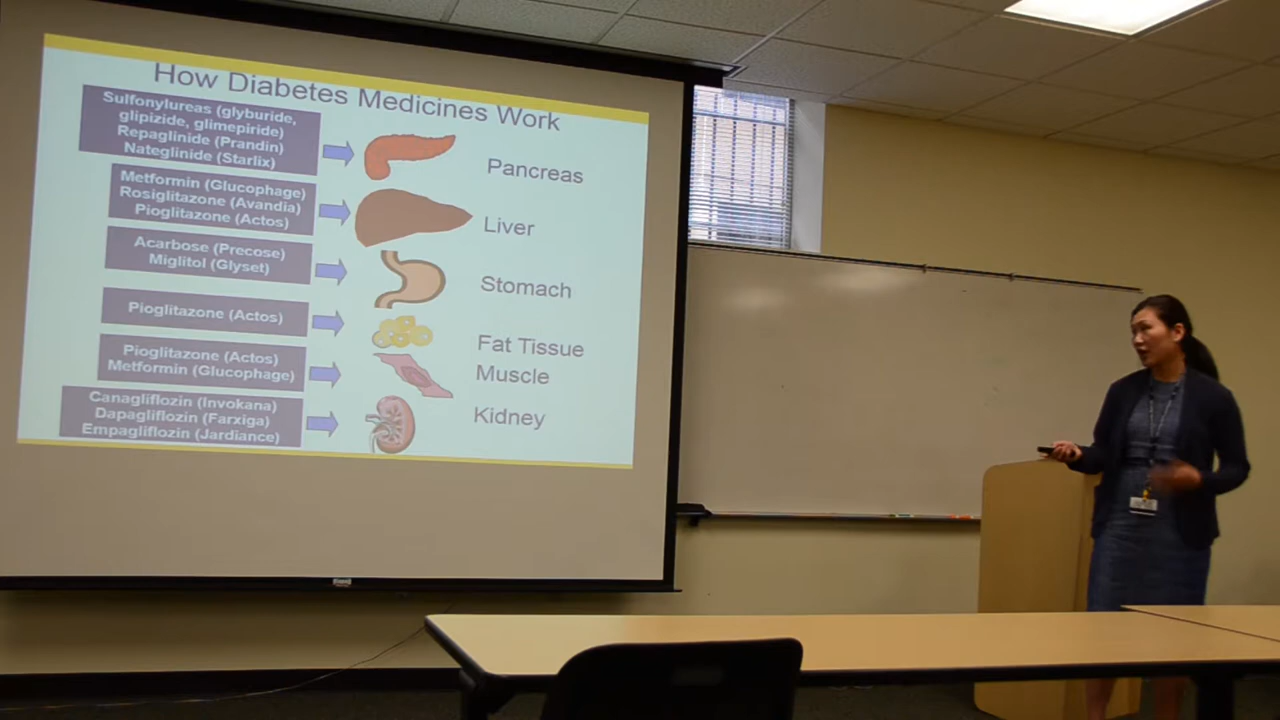 How Diabetes Medicines Work
Sulfonylureas (glyburide,
glipizide, glimepiride)
Repaglinide (Prandin)
Nateglinide (Starlix)
Pancreas
Metformin (Glucophage)
Rosiglitazone (Avandia)
Pioglitazone (Actos)
Liver
Acarbose (Precose)
Miglitol (Glyset)
Stomach
Pioglitazone (Actos)
Fat Tissue
Pioglitazone (Actos)
Metformin (Glucophage)
Muscle
Canagliflozin (Invokana)
Dapagliflozin (Farxiga)
Empagliflozin (Jardiance)
Kidney